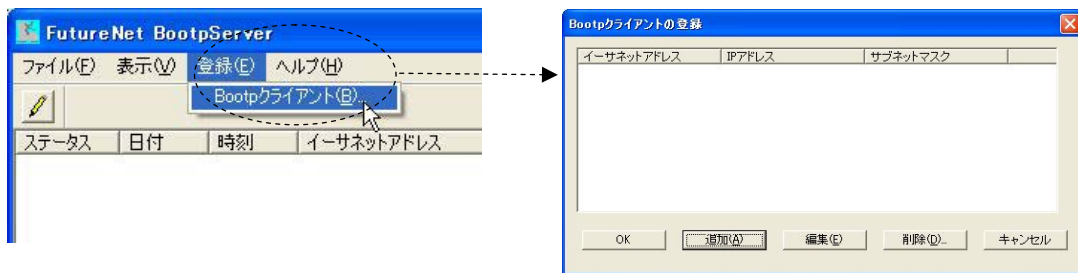 FutureNet BootpServer
ファイル(F) 表示(V) 登録(E) ヘルプ(H)
Bootpクライアント(B)...
ステータス 日付 時刻 イーサネットアドレス
Bootpクライアントの登録
イーサネットアドレス IPアドレス サブネットマスク
OK 追加(A) 編集(E) 削除(D)... キャンセル